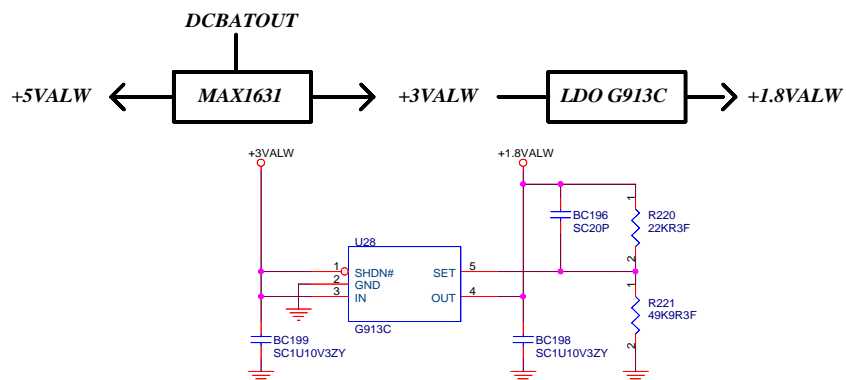 DCBATOUT
+5VALW
MAX1631
+3VALW
LDO G913C
+1.8VALW
+3VALW
+1.8VALW
1
BC196
SC20P
R220
22KR3F
2
U28
1
SHDN#
SET
5
2
GND
3
IN
OUT
4
G913C
1
R221
49K9R3F
2
BC199
SC1U10V3ZY
BC198
SC1U10V3ZY